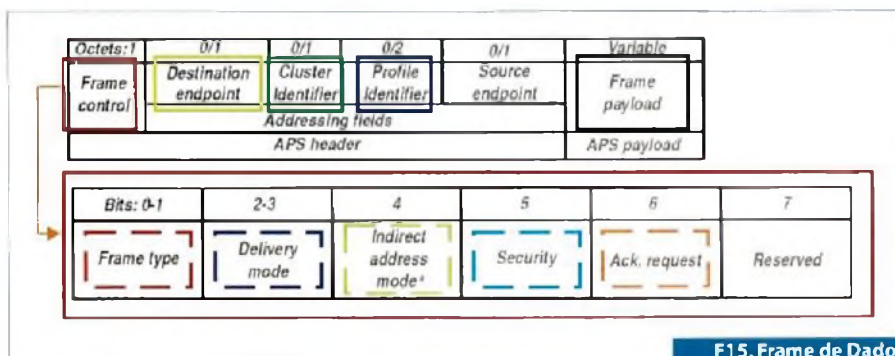 Octets:1 0/1 0/1 0/2 0/1 Variable
Frame control Destination endpoint Cluster Identifier Profile Identifier Source endpoint Frame payload
Addressing fields
APS header APS payload
Bits: 0-1 2-3 4 5 6 7
Frame type Delivery mode Indirect address mode Security Ack. request Reserved
F15. Frame de Dado